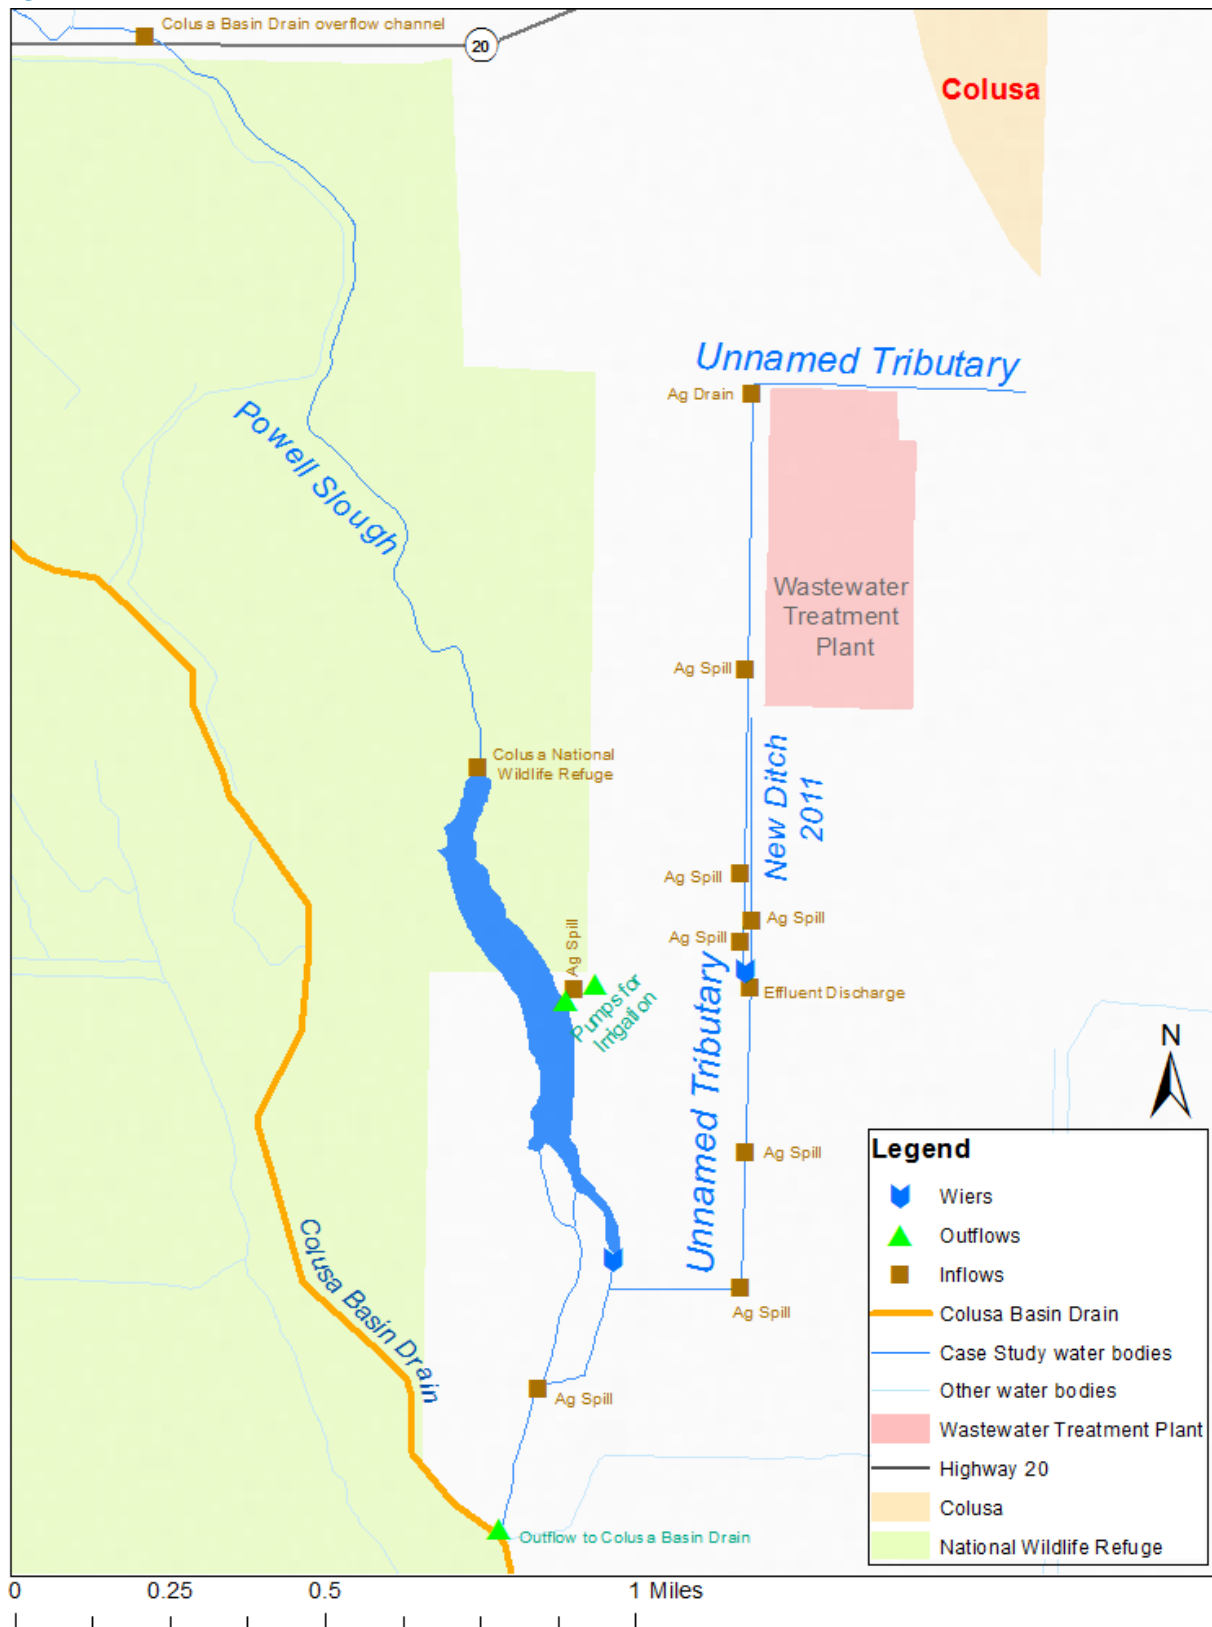 Colusa Basin Drain overflow channel
20
Colusa
Unnamed Tributary
Ag Drain
Powell Slough
Wastewater
Treatment
Plant
Ag Spill
Colusa National
Wildlife Refuge
New Ditch
2011
Ag Spill
Ag Spill
Ag Spill
Ag Spill
Pumps for
Irrigation
Effluent Discharge
Unnamed Tributary
N
Ag Spill
Colusa Basin Drain
Ag Spill
Ag Spill
Outflow to Colusa Basin Drain
Legend
Wiers
Outflows
Inflows
Colusa Basin Drain
Case Study water bodies
Other water bodies
Wastewater Treatment Plant
Highway 20
Colusa
National Wildlife Refuge
0 0.25 0.5 1 Miles